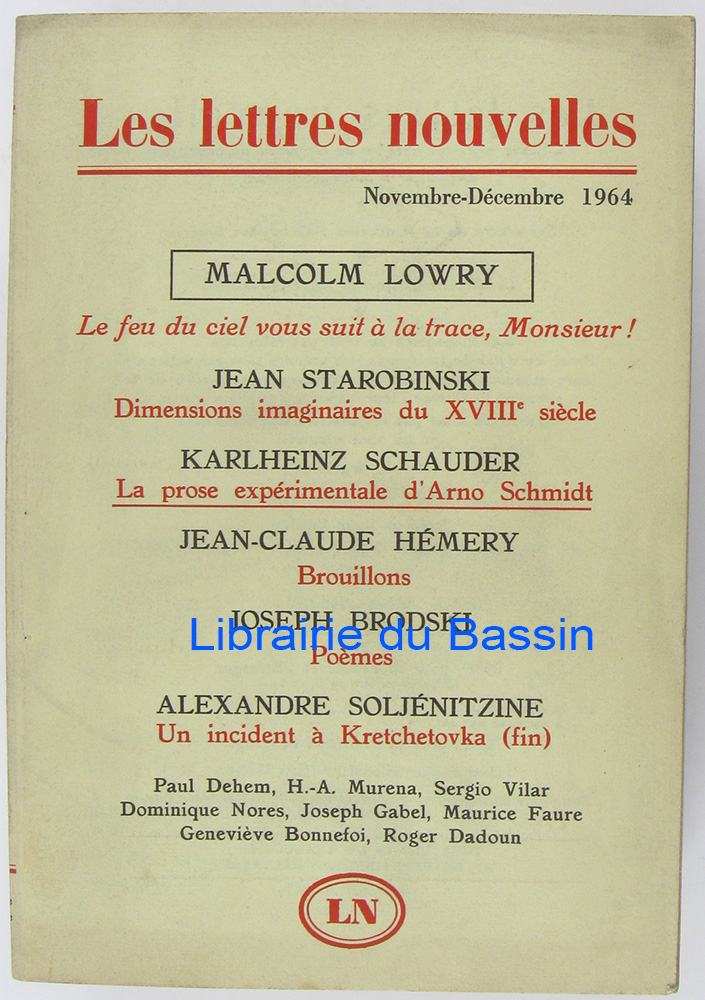 Les lettres nouvelles
Novembre-Décembre 1964
MALCOLM LOWRY
Le feu du ciel vous suit à la trace, Monsieur !
JEAN STAROBINSKI
Dimensions imaginaires du XVIIIe siècle
KARLHEINZ SCHAUDER
La prose expérimentale d'Arno Schmidt
JEAN-CLAUDE HÉMERY
Brouillons
JOSEPH BRODSKI
Librairie du Bassin
Poèmes
ALEXANDRE SOLJÉNITZINE
Un incident à Kretchetovka (fin)
Paul Dehem, H.-A. Murena, Sergio Vilar
Dominique Nores, Joseph Gabel, Maurice Faure
Geneviève Bonnefoi, Roger Dadoun
LN